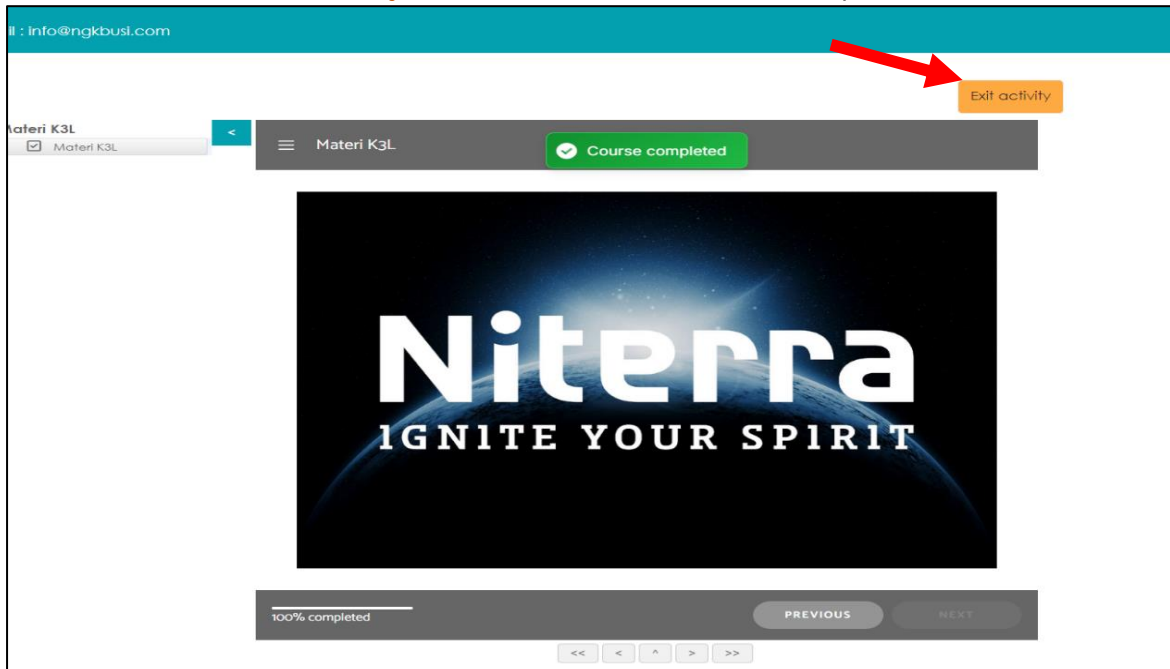 : info@ngkbusi.com
Exit activity
Materi K3L
<
Materi K3L
Materi K3L
Course completed
Niterra
IGNITE YOUR SPIRIT
100% completed
PREVIOUS
NEXT
<< < ^ > >>